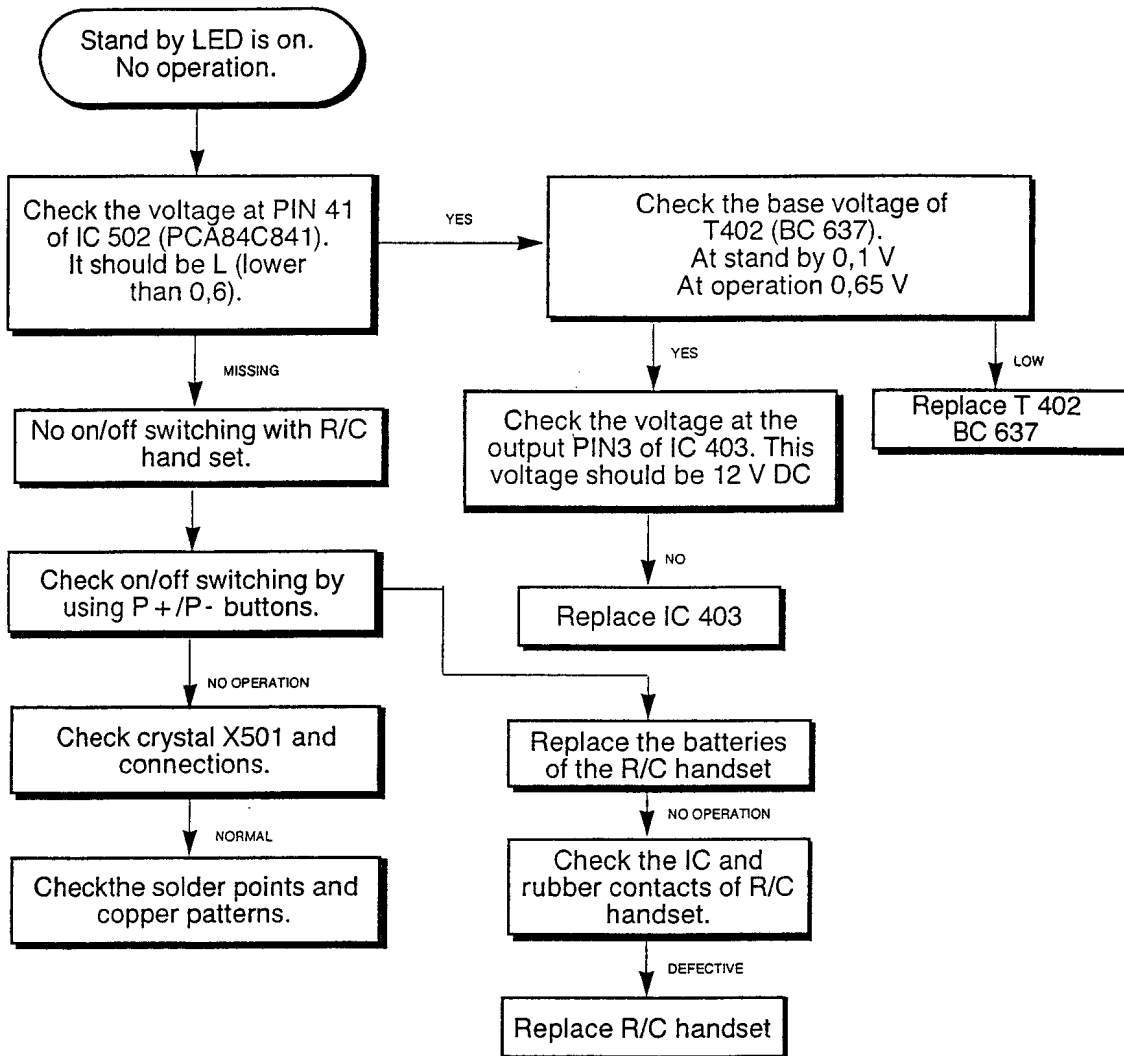 Stand by LED is on.
No operation.
Check the voltage at PIN 41
of IC 502 (PCA84C841).
It should be L (lower
than 0,6).
YES
Check the base voltage of
T402 (BC 637).
At stand by 0,1 V
At operation 0,65 V
MISSING
YES
LOW
No on/off switching with R/C
hand set.
Check the voltage at the
output PIN3 of IC 403. This
voltage should be 12 V DC
Replace T 402
BC 637
Check on/off switching by
using P+/P- buttons.
NO
Replace IC 403
NO OPERATION
Check crystal X501 and
connections.
Replace the batteries
of the R/C handset
NORMAL
NO OPERATION
Checkthe solder points and
copper patterns.
Check the IC and
rubber contacts of R/C
handset.
DEFECTIVE
Replace R/C handset